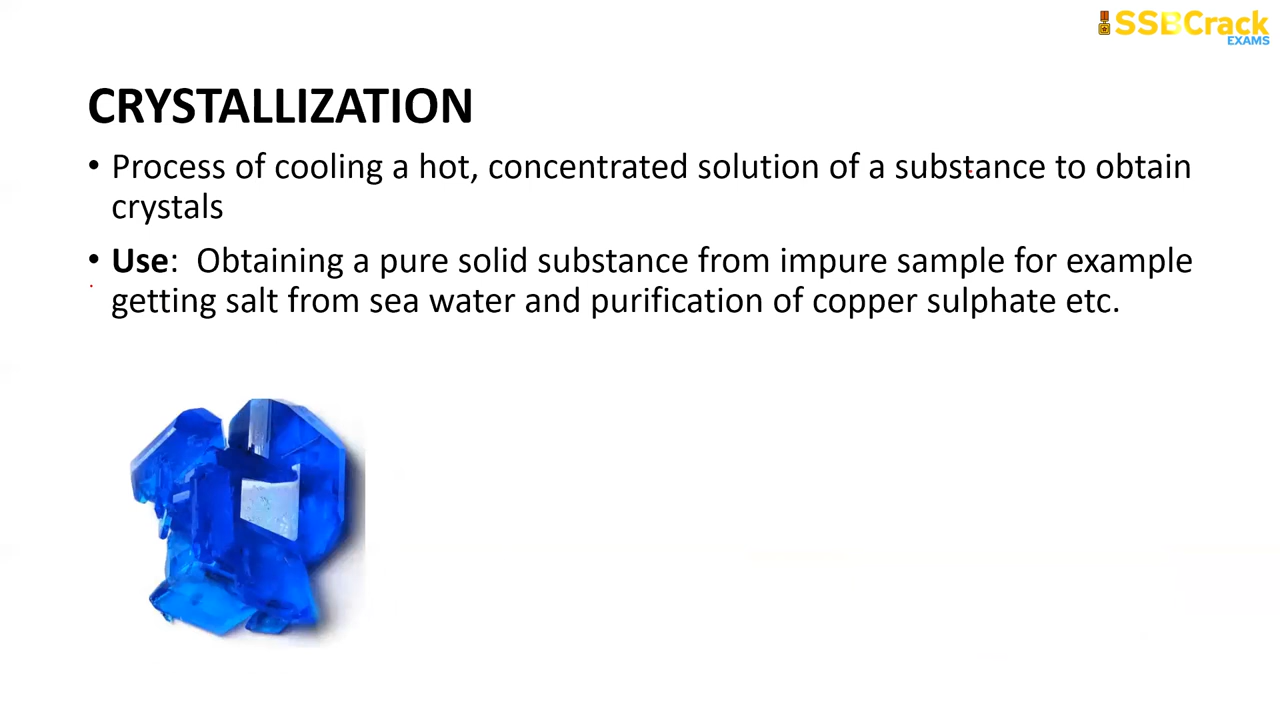 SSBCrack
EXAMS
CRYSTALLIZATION
• Process of cooling a hot, concentrated solution of a substance to obtain
crystals
• Use:  Obtaining a pure solid substance from impure sample for example
getting salt from sea water and purification of copper sulphate etc.